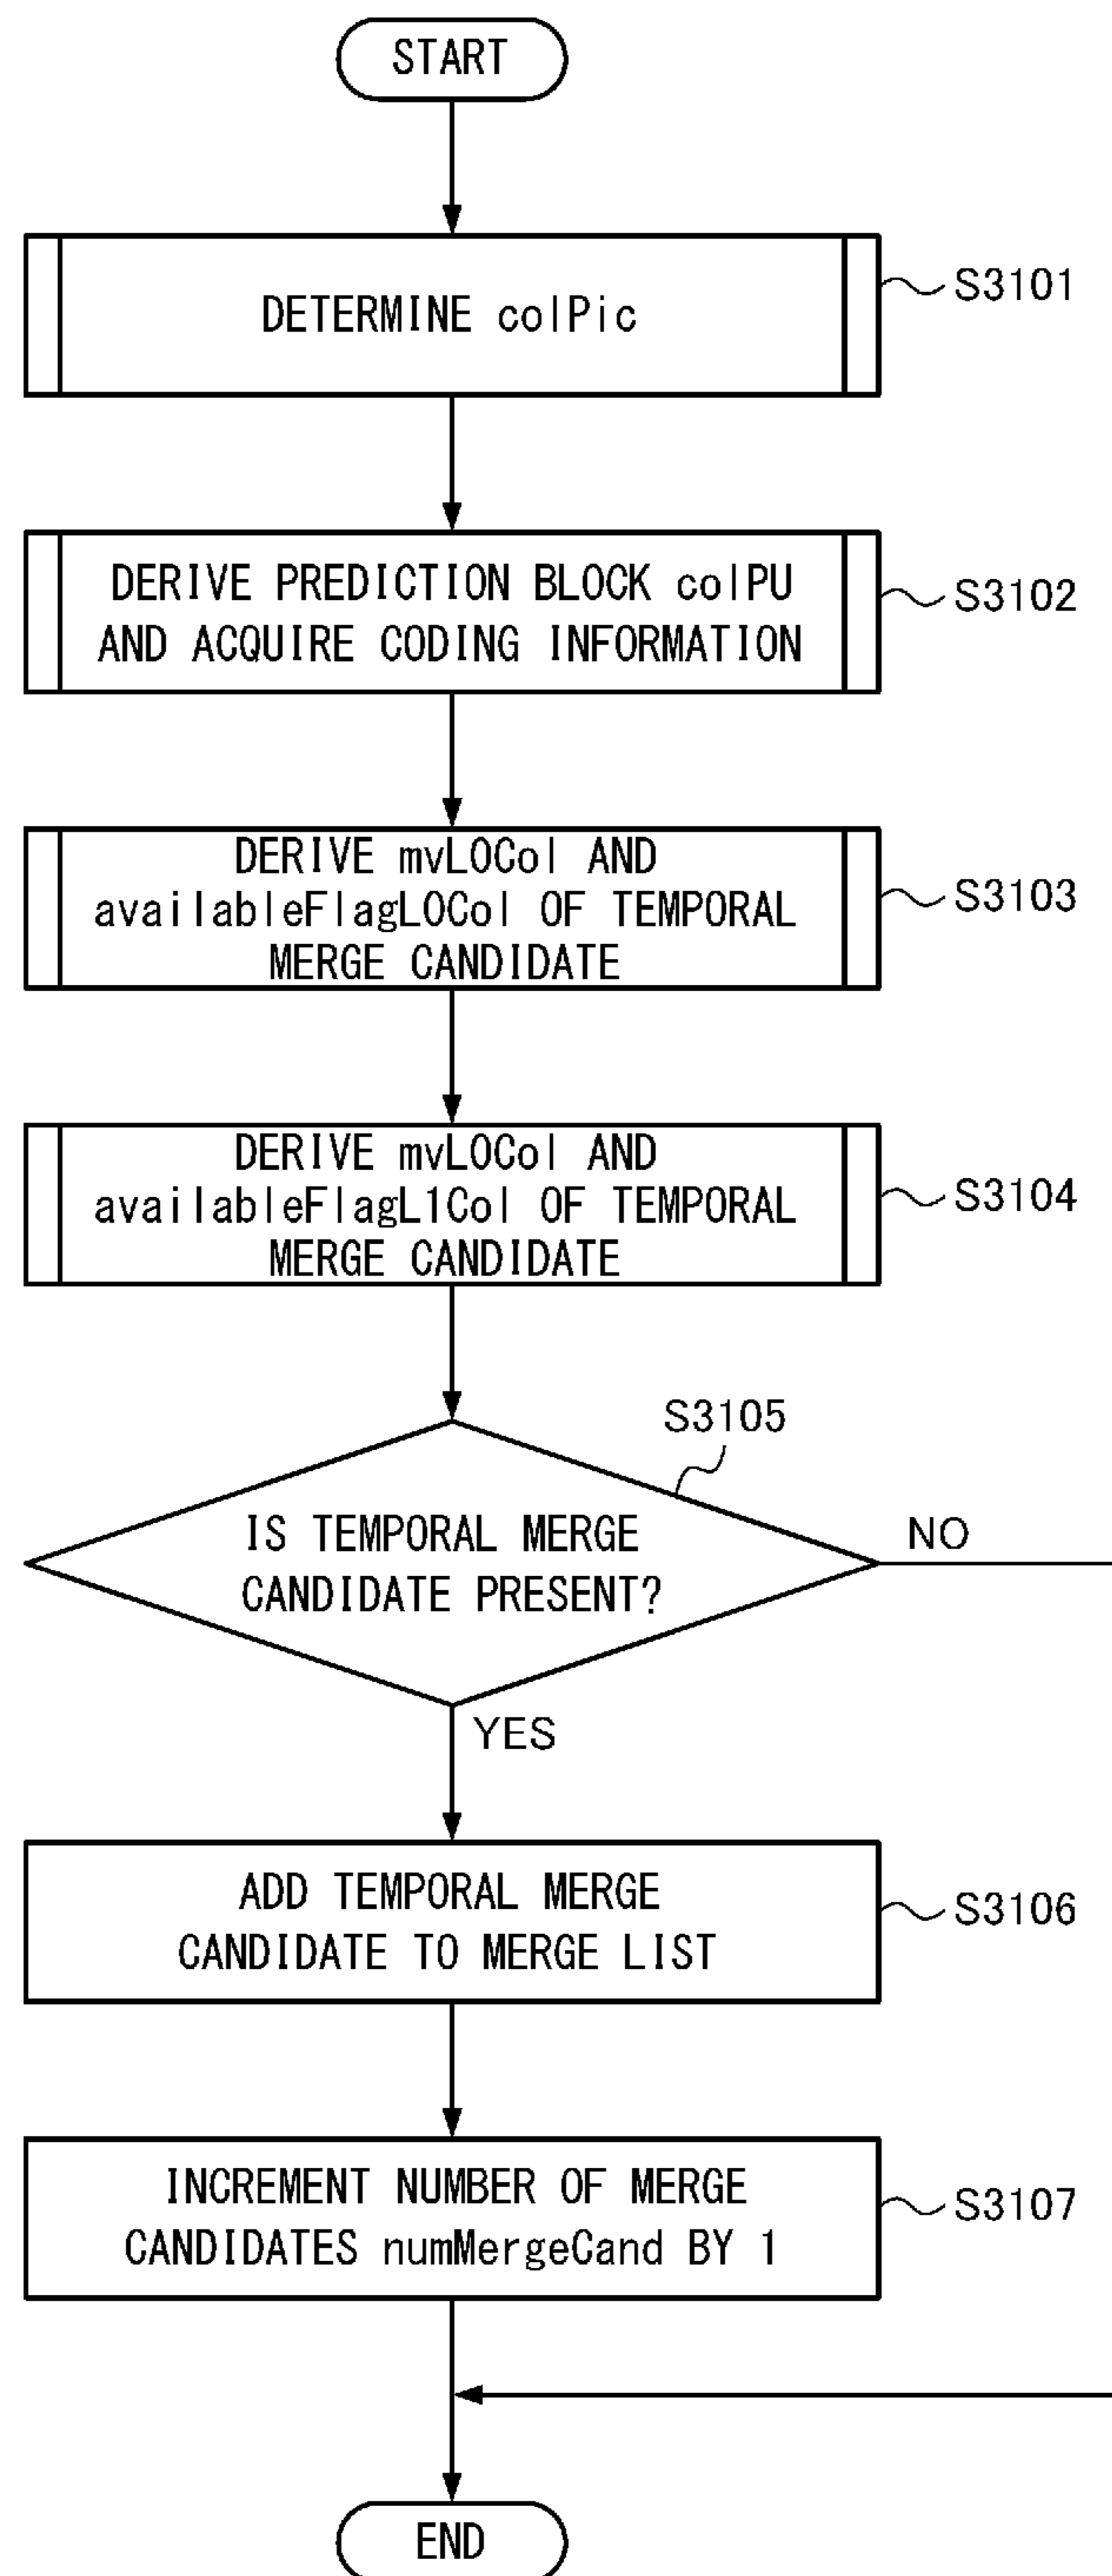 START
DETERMINE colPic
S3101
DERIVE PREDICTION BLOCK colPU
AND ACQUIRE CODING INFORMATION
S3102
DERIVE mvL0Col AND
availableFlagL0Col OF TEMPORAL
MERGE CANDIDATE
S3103
DERIVE mvL0Col AND
availableFlagL1Col OF TEMPORAL
MERGE CANDIDATE
S3104
S3105
IS TEMPORAL MERGE
CANDIDATE PRESENT?
NO
YES
ADD TEMPORAL MERGE
CANDIDATE TO MERGE LIST
S3106
INCREMENT NUMBER OF MERGE
CANDIDATES numMergeCand BY 1
S3107
END